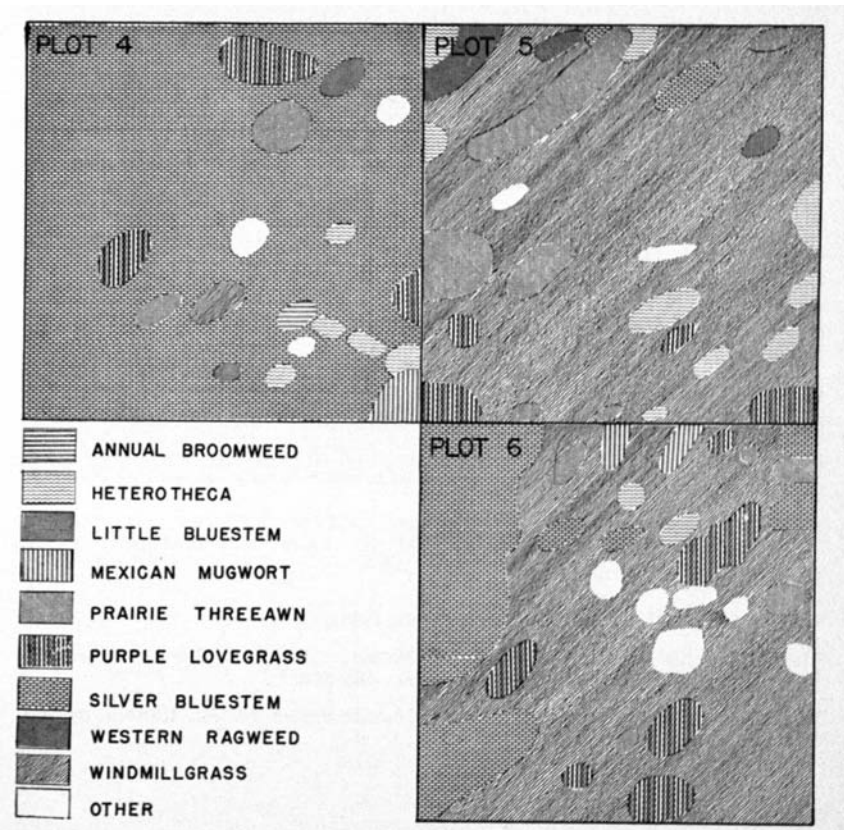 PLOT 4
PLOT 5
ANNUAL BROOMWEED
HETEROTHECA
LITTLE BLUESTEM
MEXICAN MUGWORT
PRAIRIE THREEAWN
PURPLE LOVEGRASS
SILVER BLUESTEM
WESTERN RAGWEED
WINDMILLGRASS
OTHER
PLOT 6